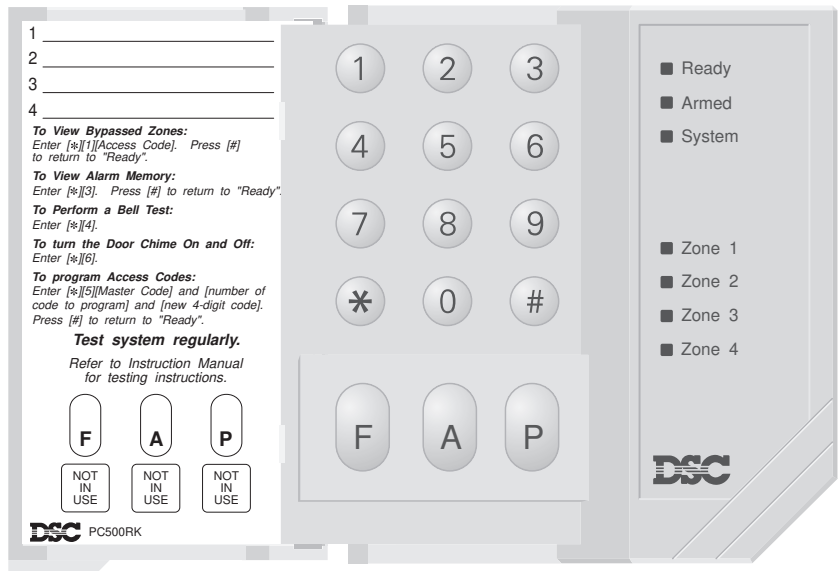 1
2
3
4
To View Bypassed Zones:
Enter [✻][1][Access Code]. Press [#]
to return to "Ready".
To View Alarm Memory:
Enter [✻][3]. Press [#] to return to "Ready".
To Perform a Bell Test:
Enter [✻][4].
To turn the Door Chime On and Off:
Enter [✻][6].
To program Access Codes:
Enter [✻][5][Master Code] and [number of
code to program] and [new 4-digit code].
Press [#] to return to "Ready".
Test system regularly.
Refer to Instruction Manual
for testing instructions.
F A P
NOT
IN
USE
NOT
IN
USE
NOT
IN
USE
DSC PC500RK
1 2 3
4 5 6
7 8 9
✻ 0 #
F A P
Ready
Armed
System
Zone 1
Zone 2
Zone 3
Zone 4
DSC